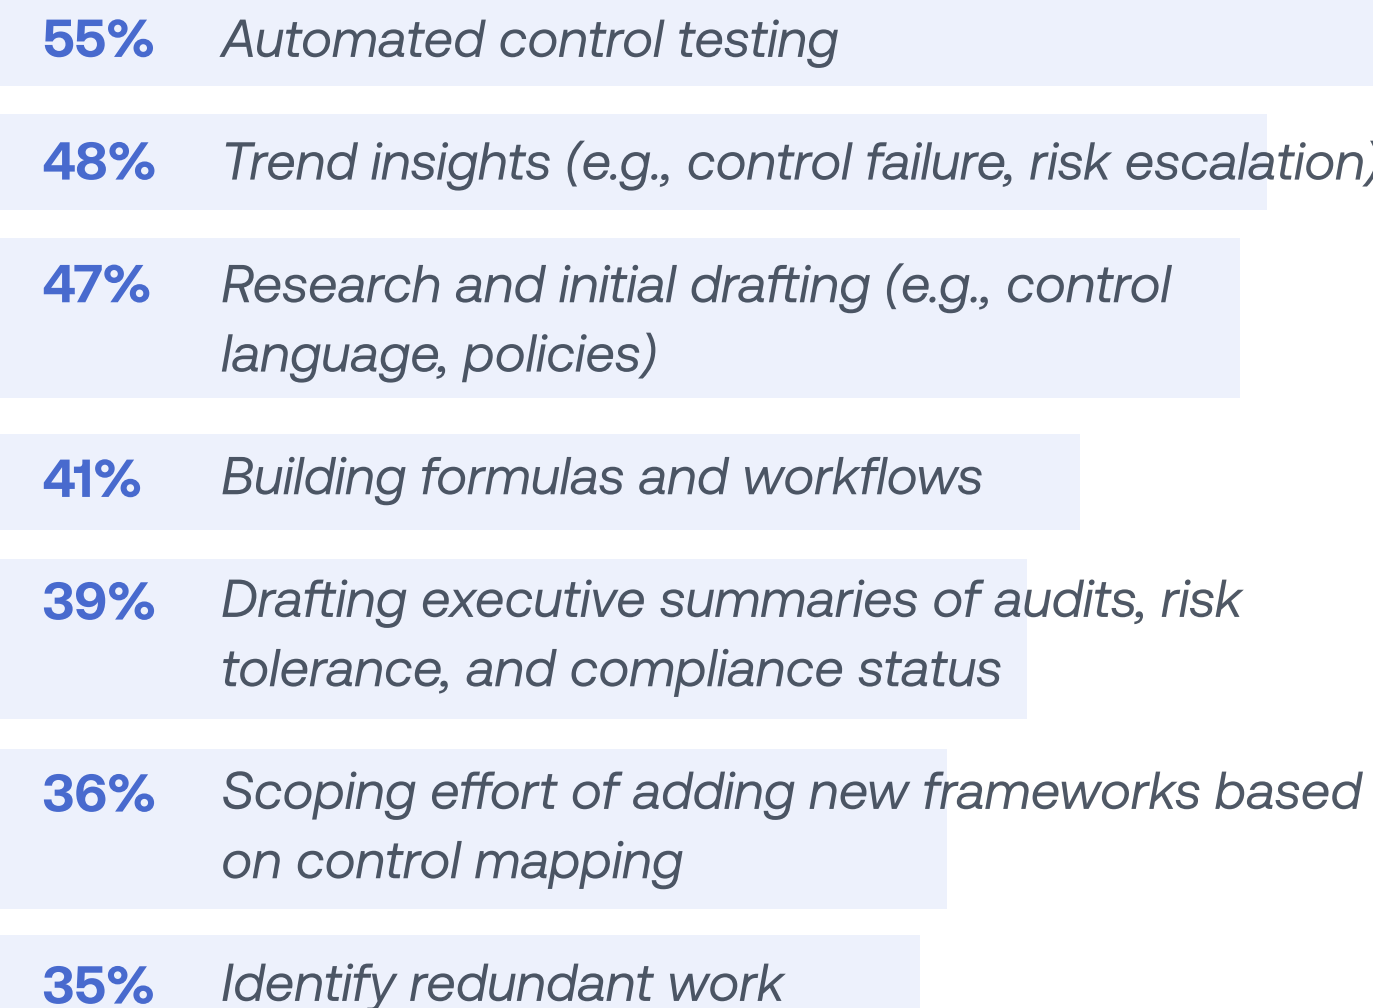 55% Automated control testing
48% Trend insights (e.g., control failure, risk escalation)
47% Research and initial drafting (e.g., control
language, policies)
41% Building formulas and workflows
39% Drafting executive summaries of audits, risk
tolerance, and compliance status
36% Scoping effort of adding new frameworks based
on control mapping
35% Identify redundant work